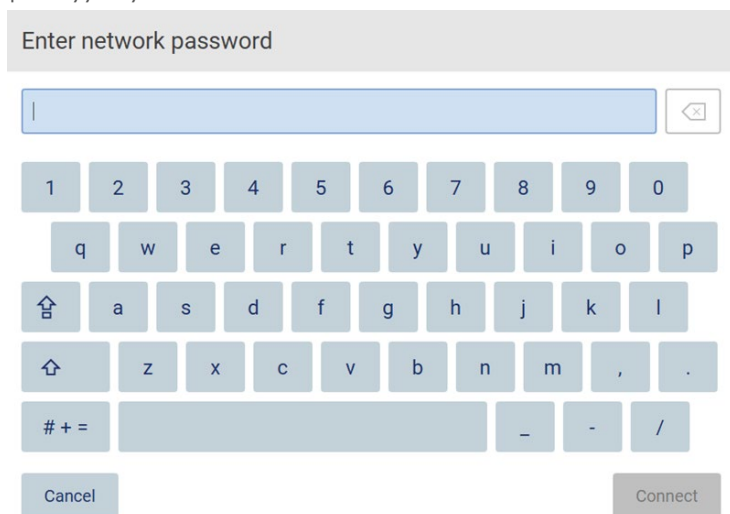 Enter network password
1 2 3 4 5 6 7 8 9 0
q w e r t y u i o p
a s d f g h j k l
z x c v b n m , .
# + = _ - /
Cancel Connect